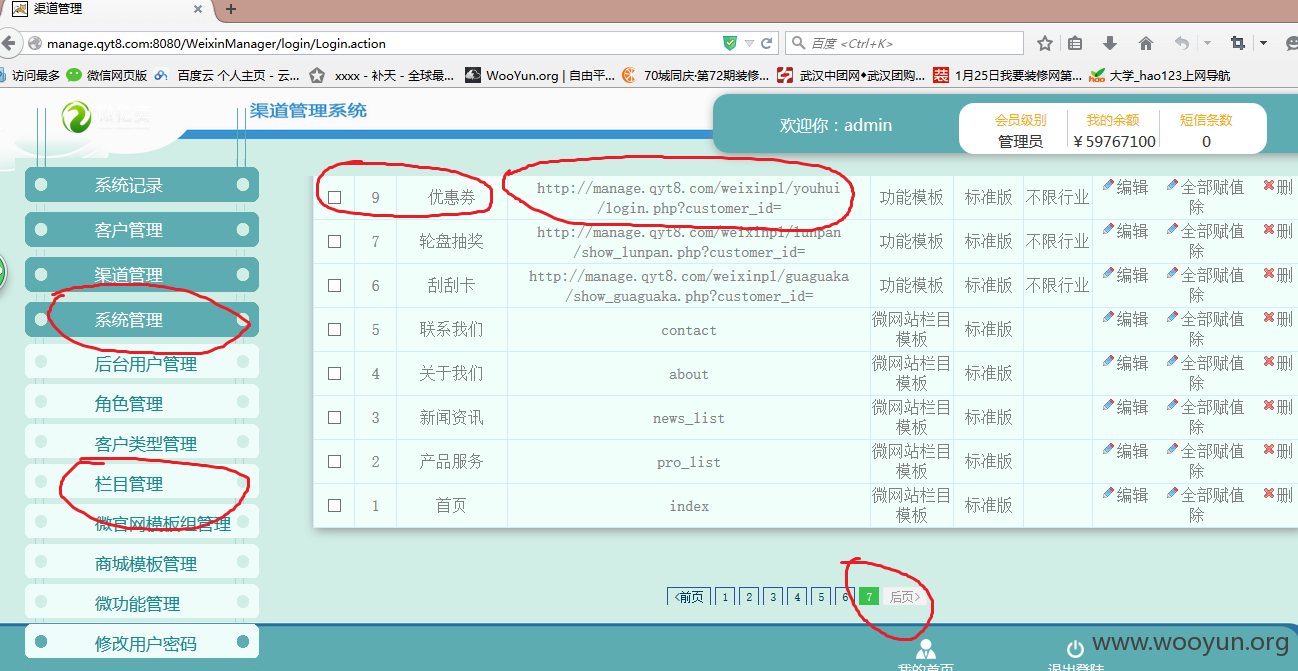 渠道管理
manage.qyt8.com:8080/WeixinManager/login/Login.action
百度 <Ctrl+K>
访问最多 微信网页版 百度云 个人主页 - 云... xxxx - 补天 - 全球最... WooYun.org | 自由平... 70城同庆·第72期装修... 武汉中团网◆武汉团购... 1月25日我要装修网第... 大学_hao123上网导航
渠道管理系统
欢迎你：admin
会员级别 我的余额 短信条数
管理员 ¥59767100 0
系统记录
客户管理
渠道管理
系统管理
后台用户管理
角色管理
客户类型管理
栏目管理
微官网模板组管理
商城模板管理
微功能管理
修改用户密码
9 优惠券 http://manage.qyt8.com/weixinpl/youhui 功能模板 标准版 不限行业 编辑 全部赋值 删
/login.php?customer_id= 除
7 轮盘抽奖 http://manage.qyt8.com/weixinpl/lunpan 功能模板 标准版 不限行业 编辑 全部赋值 删
/show_lunpan.php?customer_id= 除
6 刮刮卡 http://manage.qyt8.com/weixinpl/guaguaka 功能模板 标准版 不限行业 编辑 全部赋值 删
/show_guaguaka.php?customer_id= 除
5 联系我们 contact 微网站栏目 标准版 编辑 全部赋值 删
模板 除
4 关于我们 about 微网站栏目 标准版 编辑 全部赋值 删
模板 除
3 新闻资讯 news_list 微网站栏目 标准版 编辑 全部赋值 删
模板 除
2 产品服务 pro_list 微网站栏目 标准版 编辑 全部赋值 删
模板 除
1 首页 index 微网站栏目 标准版 编辑 全部赋值 删
模板 除
<前页 1 2 3 4 5 6 7 后页>
我的首页 退出登陆
www.wooyun.org